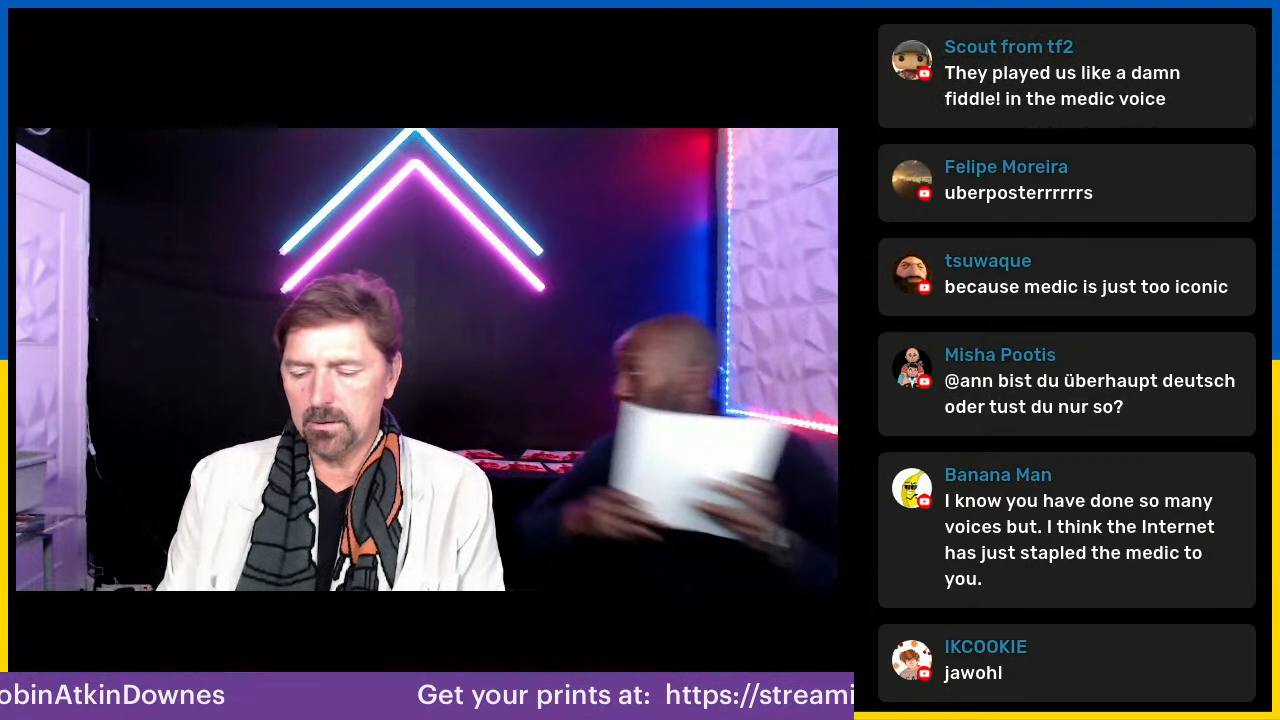 Scout from tf2
They played us like a damn
fiddle! in the medic voice
Felipe Moreira
uberposterrrrrrs
tsuwaque
because medic is just too iconic
Misha Pootis
@ann bist du überhaupt deutsch
oder tust du nur so?
Banana Man
I know you have done so many
voices but. I think the Internet
has just stapled the medic to
you.
IKCOOKIE
jawohl
obinAtkinDownes Get your prints at: https://streami